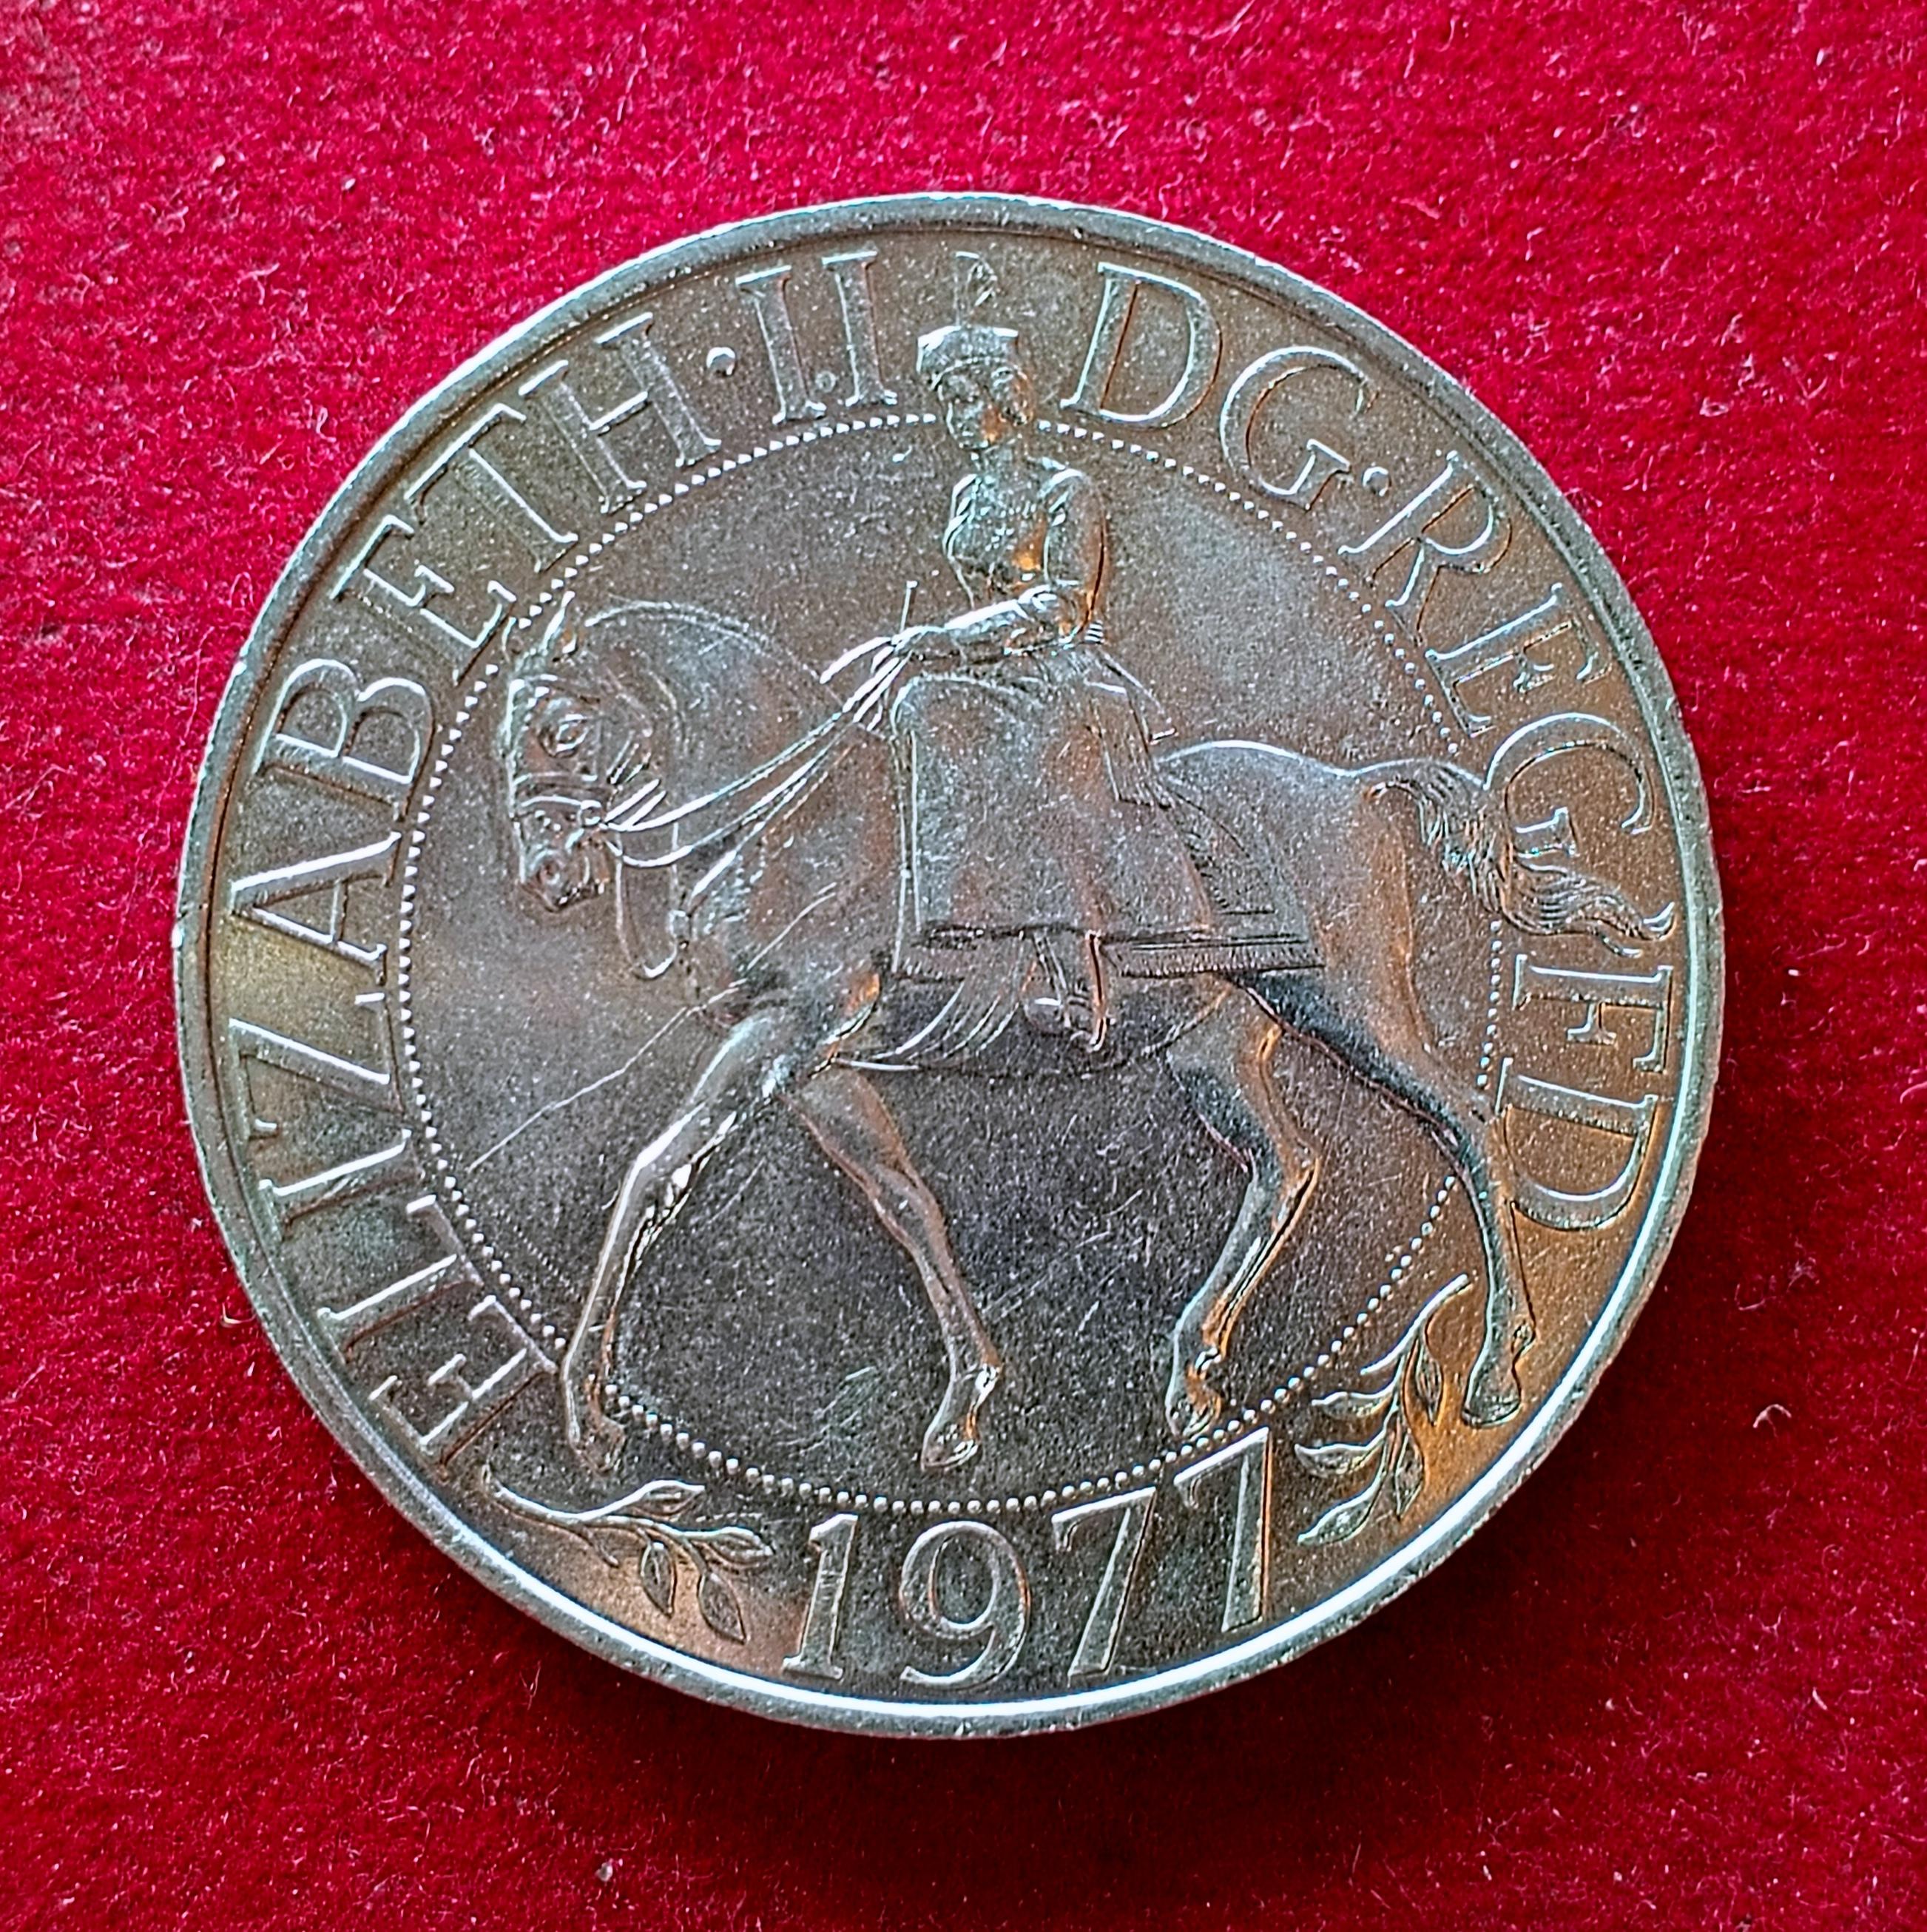 ELIZABETH·II DG·REG FD
1977